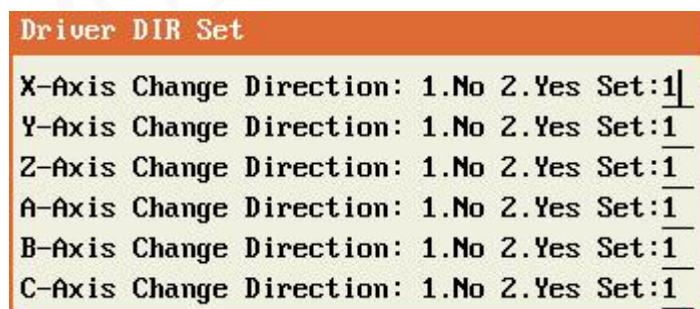 Driver DIR Set
X-Axis Change Direction: 1.No 2.Yes Set:1
Y-Axis Change Direction: 1.No 2.Yes Set:1
Z-Axis Change Direction: 1.No 2.Yes Set:1
A-Axis Change Direction: 1.No 2.Yes Set:1
B-Axis Change Direction: 1.No 2.Yes Set:1
C-Axis Change Direction: 1.No 2.Yes Set:1